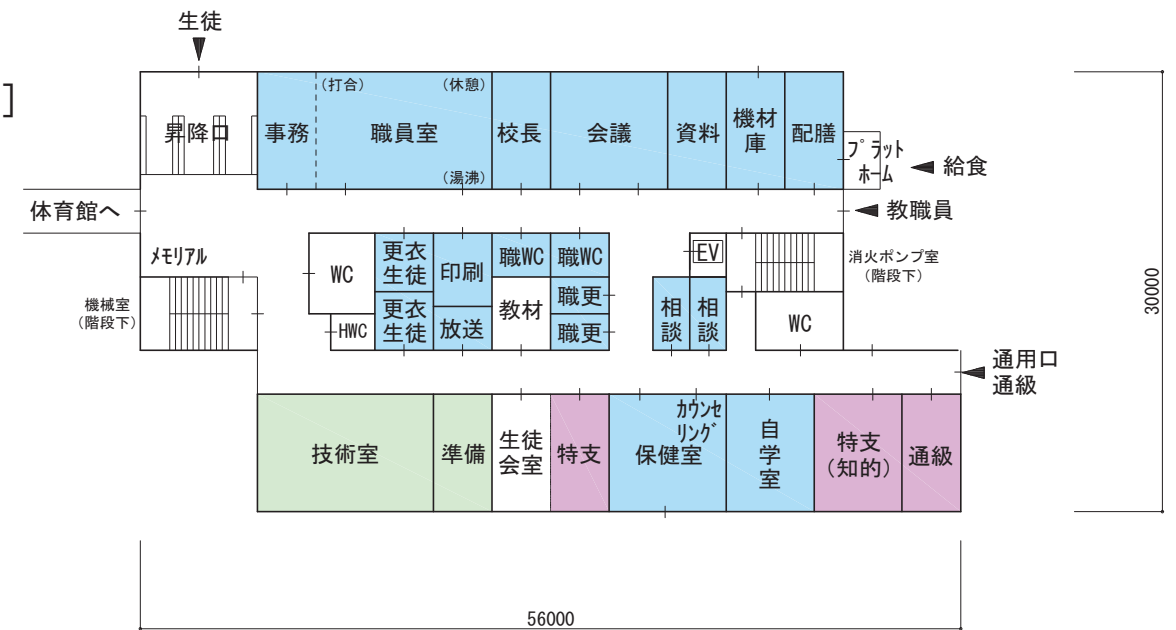 生徒
]
(打合)
(休憩)
昇降口
事務
職員室
校長
会議
資料
機材
庫
配膳
(湯沸)
プラット
ホーム
給食
体育館へ
教職員
メモリアル
WC
更衣
生徒
印刷
職WC
職WC
EV
消火ポンプ室
(階段下)
機械室
(階段下)
HWC
更衣
生徒
放送
教材
職更
職更
相
談
相
談
WC
30000
通用口
通級
技術室
準備
生徒
会室
特支
カウンセ
リング
保健室
自
学
室
特支
(知的)
通級
56000